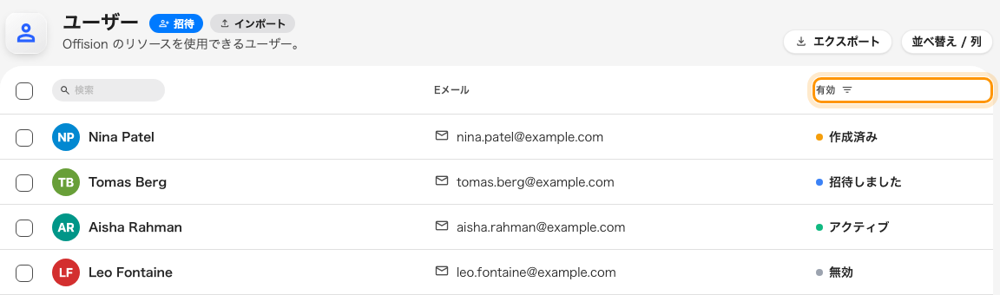 ユーザー 招待 インポート
Offision のリソースを使用できるユーザー。
エクスポート 並べ替え / 列
検索 Eメール 有効
NP Nina Patel nina.patel@example.com 作成済み
TB Tomas Berg tomas.berg@example.com 招待しました
AR Aisha Rahman aisha.rahman@example.com アクティブ
LF Leo Fontaine leo.fontaine@example.com 無効